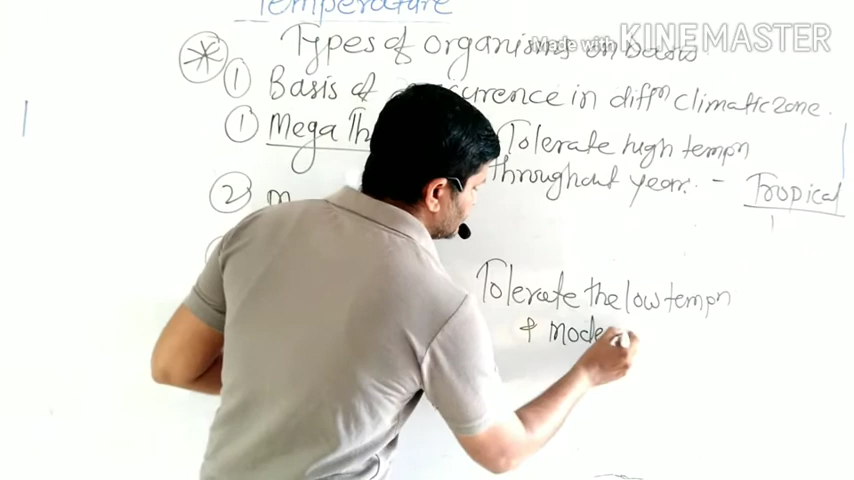 Temperature
Made with KINEMASTER
Types of organisms on basis
① Basis of occurence in diffn climatic zone.
① Mega Th Tolerate high tempn
throughout year. - Tropical
② m
Tolerate the low tempn
& mode